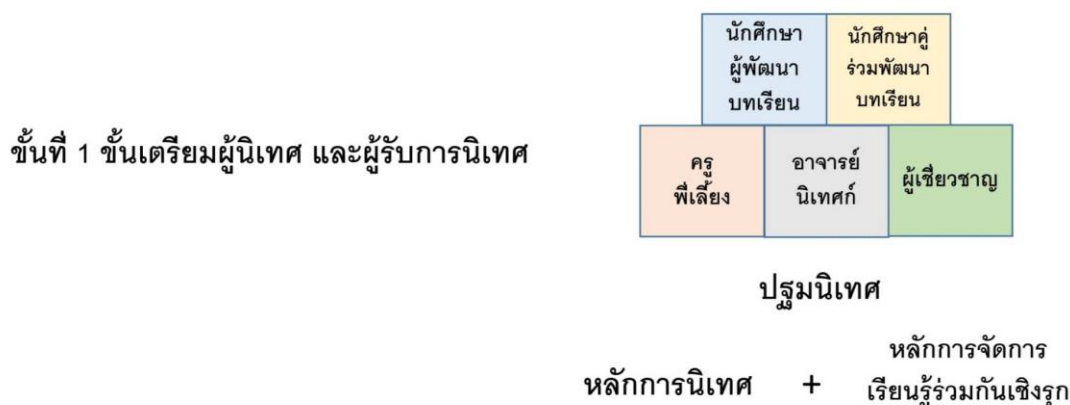 ขั้นที่ 1 ขั้นเตรียมผู้นิเทศ และผู้รับการนิเทศ
นักศึกษา
ผู้พัฒนา
บทเรียน
นักศึกษาคู่
ร่วมพัฒนา
บทเรียน
ครู
พี่เลี้ยง
อาจารย์
นิเทศก์
ผู้เชี่ยวชาญ
ปฐมนิเทศ
หลักการนิเทศ
+
หลักการจัดการ
เรียนรู้ร่วมกันเชิงรุก